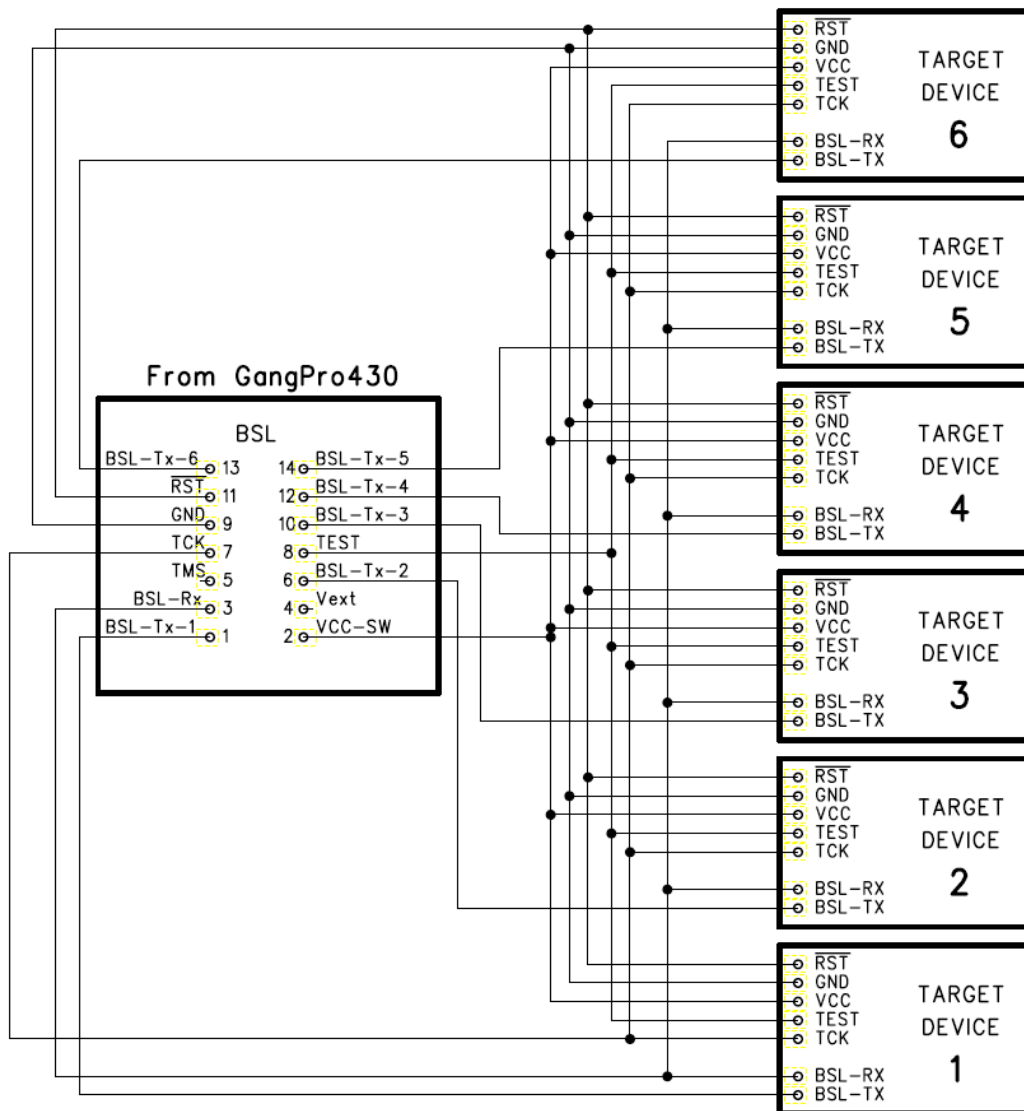 From GangPro430
BSL
BSL-Tx-6 13 14 BSL-Tx-5
RST 11 12 BSL-Tx-4
GND 9 10 BSL-Tx-3
TCK 7 8 TEST
TMS 5 6 BSL-Tx-2
BSL-Rx 3 4 Vext
BSL-Tx-1 1 2 VCC-SW
RST
GND
VCC
TEST
TCK
BSL-RX
BSL-TX
TARGET
DEVICE
6
RST
GND
VCC
TEST
TCK
BSL-RX
BSL-TX
TARGET
DEVICE
5
RST
GND
VCC
TEST
TCK
BSL-RX
BSL-TX
TARGET
DEVICE
4
RST
GND
VCC
TEST
TCK
BSL-RX
BSL-TX
TARGET
DEVICE
3
RST
GND
VCC
TEST
TCK
BSL-RX
BSL-TX
TARGET
DEVICE
2
RST
GND
VCC
TEST
TCK
BSL-RX
BSL-TX
TARGET
DEVICE
1